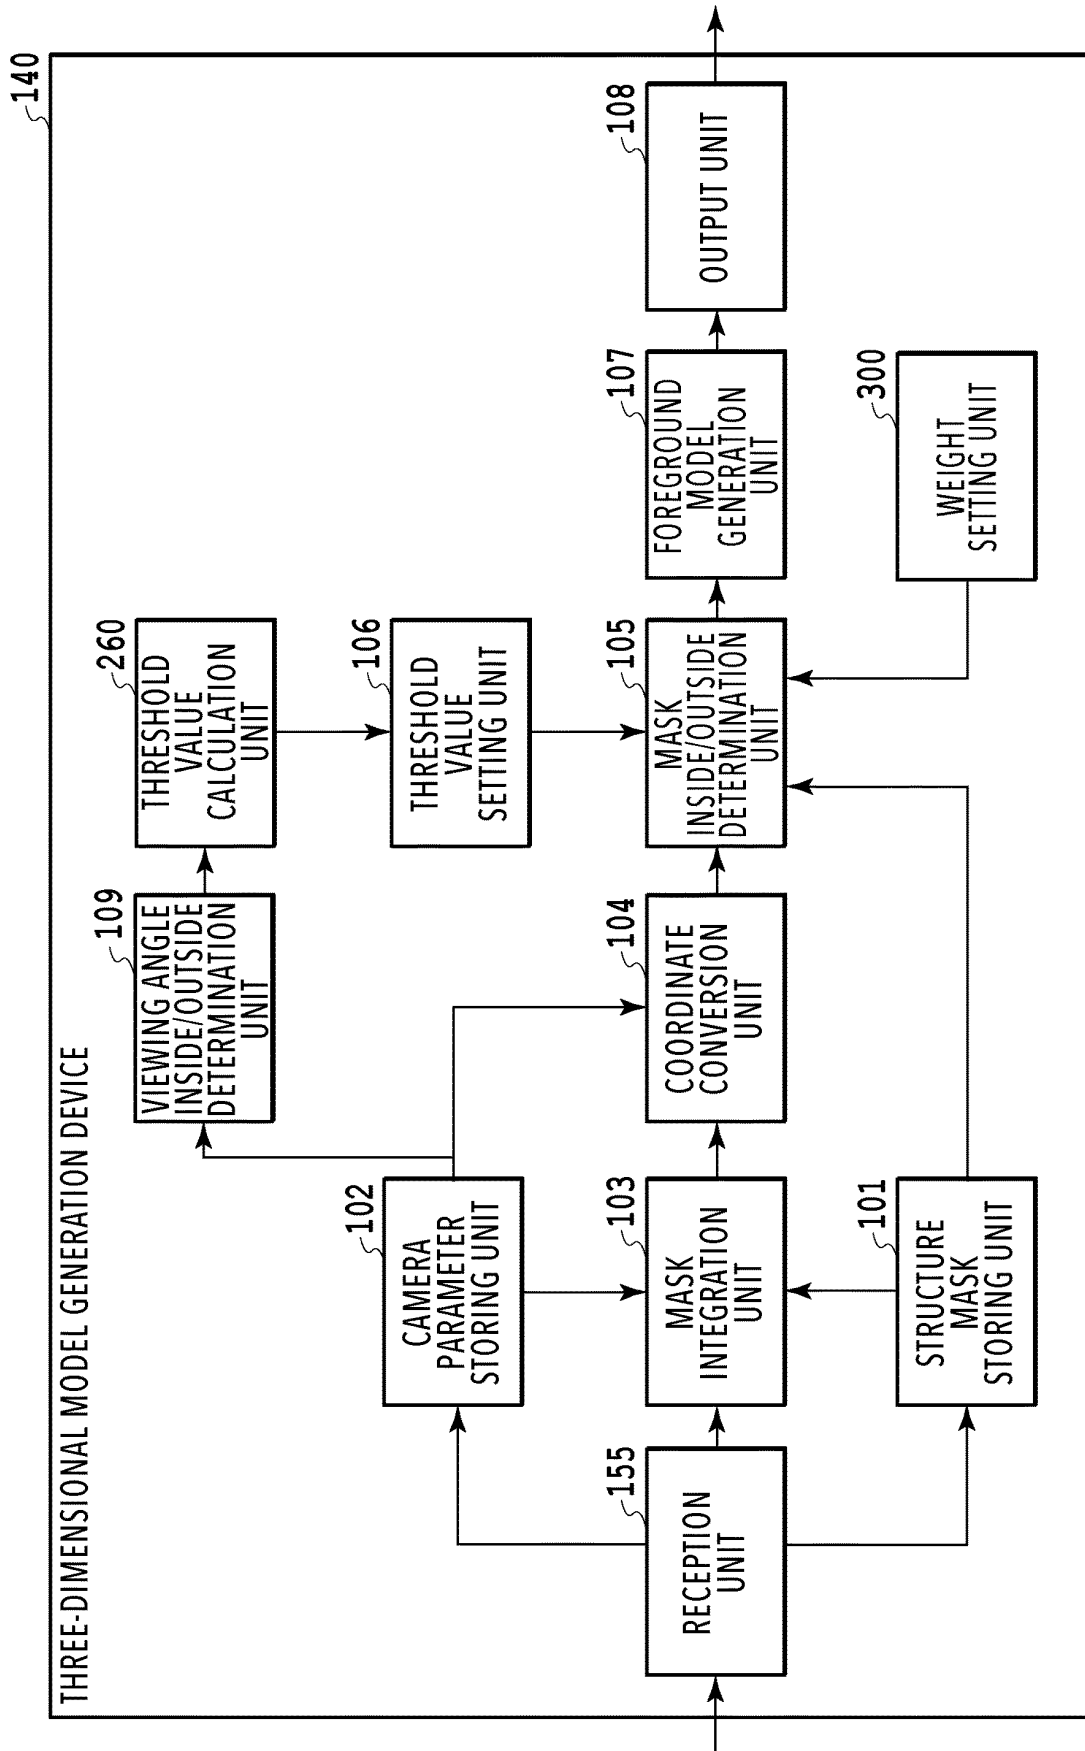 140
THREE-DIMENSIONAL MODEL GENERATION DEVICE
109
VIEWING ANGLE
INSIDE/OUTSIDE
DETERMINATION
UNIT
260
THRESHOLD
VALUE
CALCULATION
UNIT
102
CAMERA
PARAMETER
STORING UNIT
106
THRESHOLD
VALUE
SETTING UNIT
155
RECEPTION
UNIT
103
MASK
INTEGRATION
UNIT
104
COORDINATE
CONVERSION
UNIT
105
MASK
INSIDE/OUTSIDE
DETERMINATION
UNIT
107
FOREGROUND
MODEL
GENERATION
UNIT
108
OUTPUT UNIT
101
STRUCTURE
MASK
STORING UNIT
300
WEIGHT
SETTING UNIT